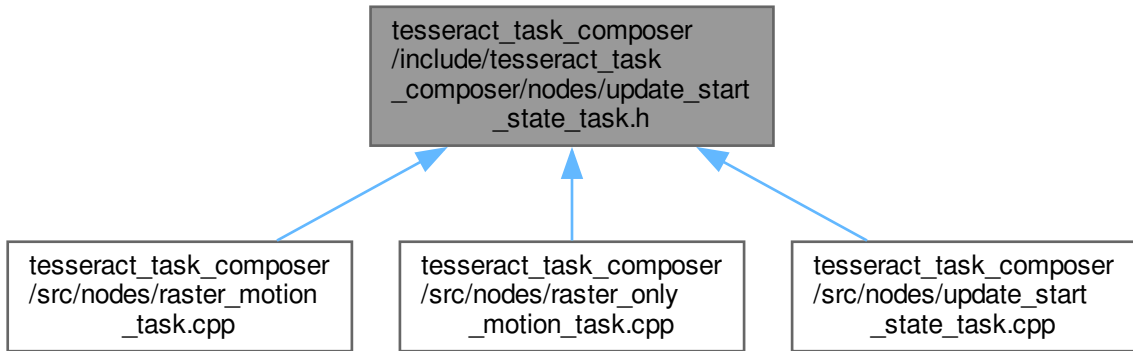 tesseract_task_composer
/include/tesseract_task
_composer/nodes/update_start
_state_task.h
tesseract_task_composer
/src/nodes/raster_motion
_task.cpp
tesseract_task_composer
/src/nodes/raster_only
_motion_task.cpp
tesseract_task_composer
/src/nodes/update_start
_state_task.cpp